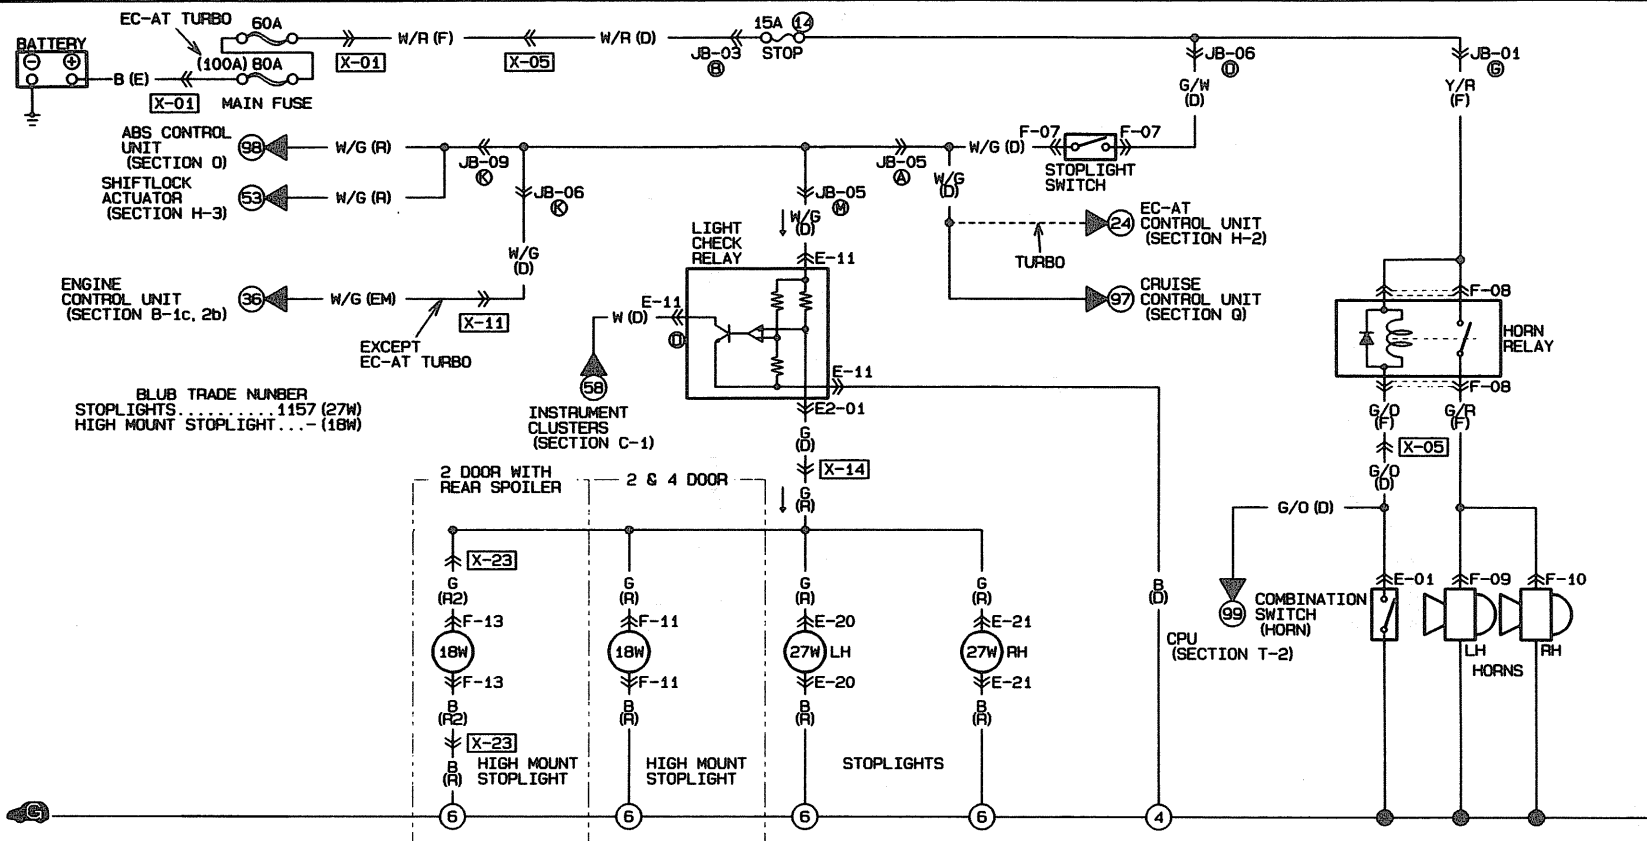 EC-AT TURBO
60A
BATTERY
(100A) 80A
MAIN FUSE
B (E)
X-01
W/R (F)
X-01
X-05
W/R (D)
JB-03
B
15A 14
STOP
JB-06
D
G/W
(D)
JB-01
G
Y/R
(F)
ABS CONTROL
UNIT
(SECTION O)
98
W/G (R)
JB-09
K
JB-05
A
W/G (D)
F-07
F-07
STOPLIGHT
SWITCH
SHIFTLOCK
ACTUATOR
(SECTION H-3)
53
W/G (R)
JB-06
K
JB-05
M
W/G
(D)
W/G
(D)
24
EC-AT
CONTROL UNIT
(SECTION H-2)
TURBO
LIGHT
CHECK
RELAY
E-11
W/G
(D)
ENGINE
CONTROL UNIT
(SECTION B-1c, 2b)
36
W/G (EM)
X-11
EXCEPT
EC-AT TURBO
W (D)
E-11
97
CRUISE
CONTROL UNIT
(SECTION Q)
F-08
HORN
RELAY
F-08
58
INSTRUMENT
CLUSTERS
(SECTION C-1)
E-11
E2-01
G
(D)
X-14
G
(R)
BLUB TRADE NUNBER
STOPLIGHTS..........1157 (27W)
HIGH MOUNT STOPLIGHT...- (18W)
G/O
(F)
G/R
(F)
X-05
G/O
(D)
G/O (D)
2 DOOR WITH
REAR SPOILER
2 & 4 DOOR
X-23
G
(R2)
G
(R)
G
(R)
G
(R)
B
(D)
F-13
F-11
E-20
E-21
18W
18W
27W LH
27W RH
F-13
F-11
E-20
E-21
B
(R2)
B
(R)
B
(R)
B
(R)
X-23
B
(R)
HIGH MOUNT
STOPLIGHT
HIGH MOUNT
STOPLIGHT
STOPLIGHTS
99
CPU
(SECTION T-2)
COMBINATION
SWITCH
(HORN)
E-01
F-09
F-10
LH
RH
HORNS
G
6
6
6
6
4